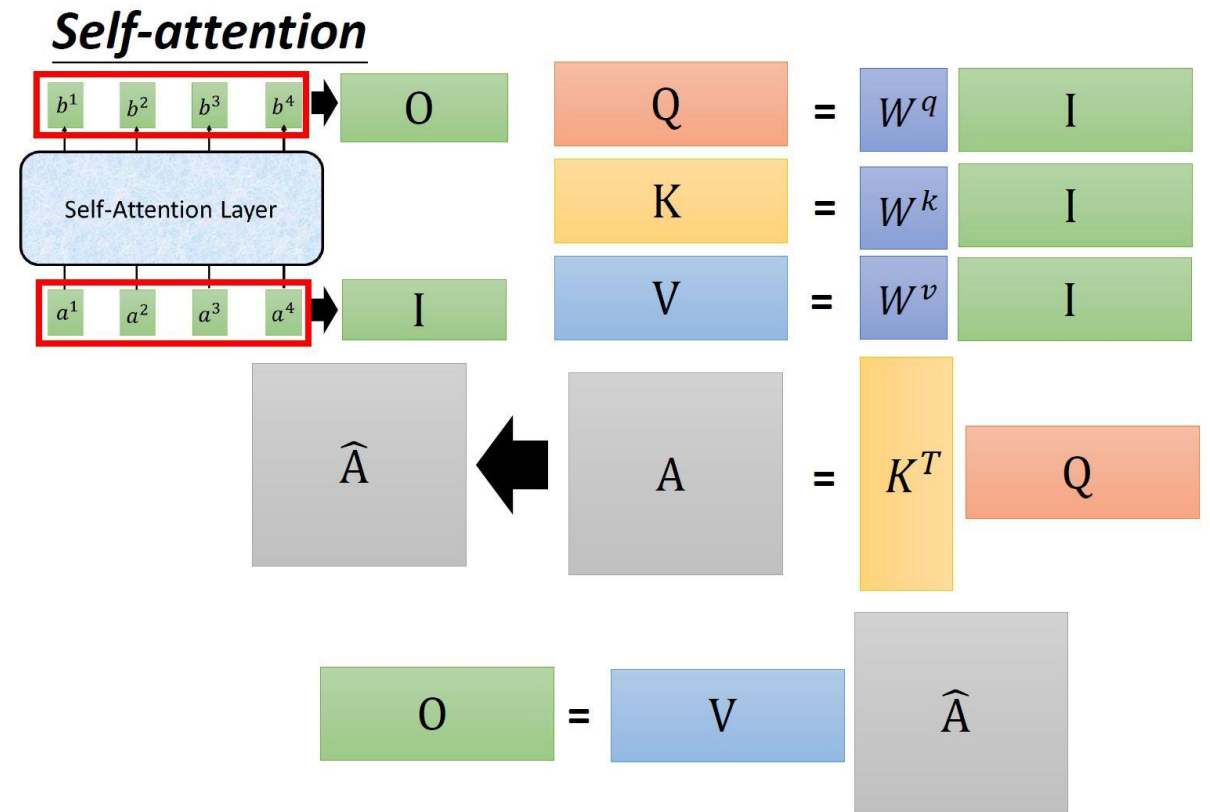 Self-attention
b¹ b² b³ b⁴ O
Q = W^q I
Self-Attention Layer
K = W^k I
a¹ a² a³ a⁴ I
V = W^v I
Â A = K^T Q
O = V Â